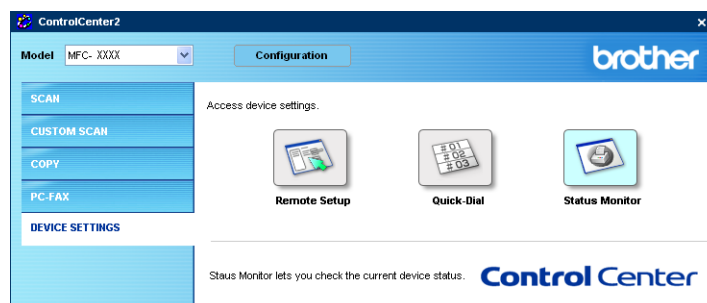 ControlCenter2
Model MFC- XXXX Configuration brother
SCAN
CUSTOM SCAN
COPY
PC-FAX
DEVICE SETTINGS
Access device settings.
#01
#02
#03
Remote Setup Quick-Dial Status Monitor
Staus Monitor lets you check the current device status. Control Center